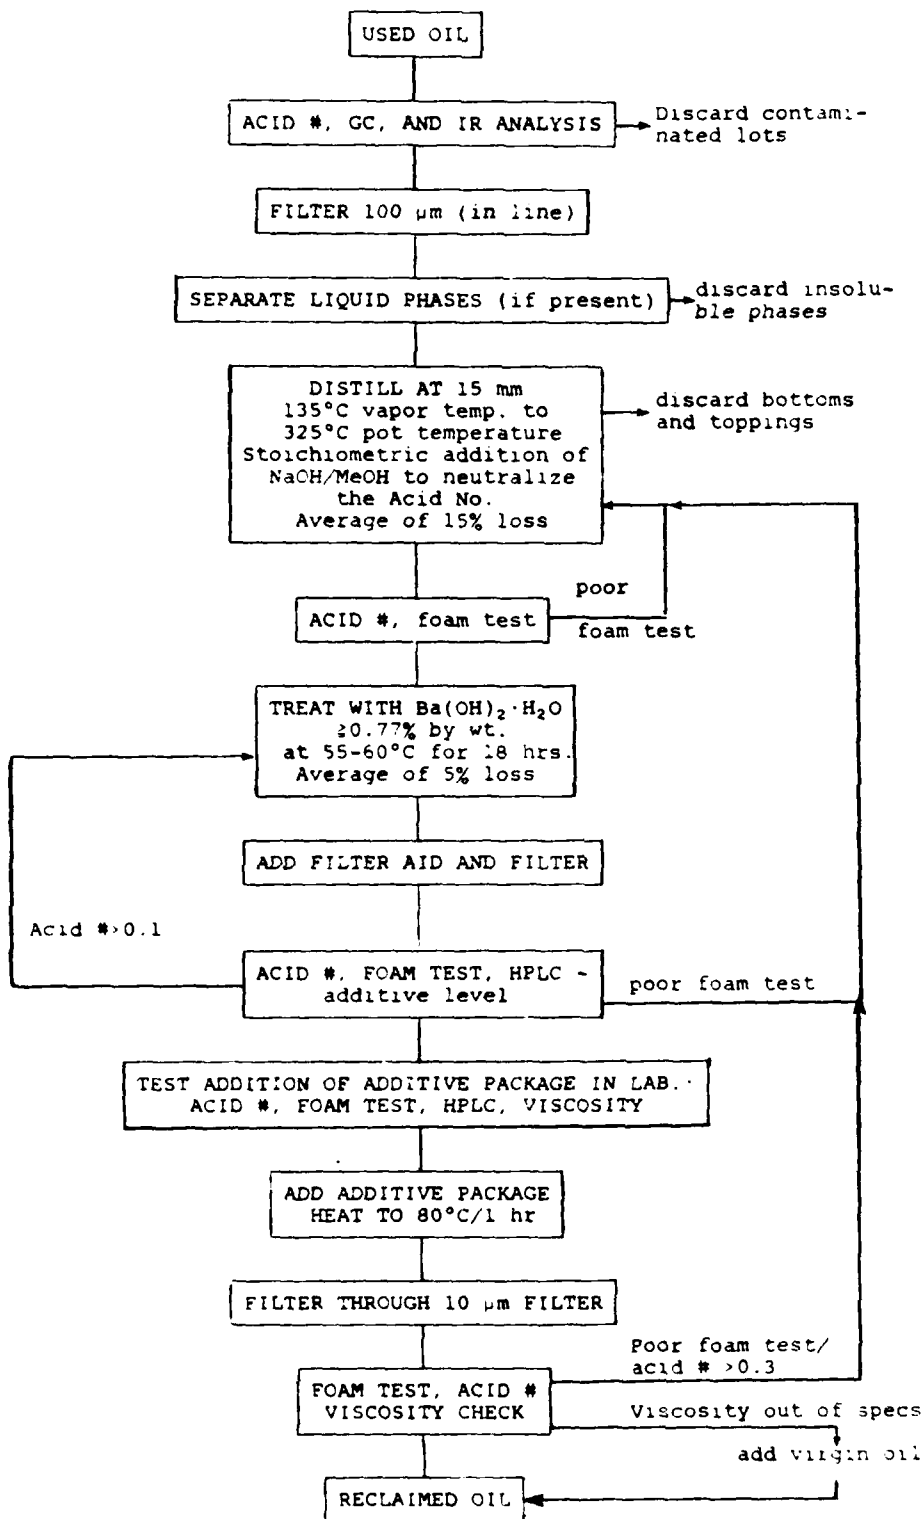 USED OIL
ACID #, GC, AND IR ANALYSIS
Discard contami-
nated lots
FILTER 100 µm (in line)
SEPARATE LIQUID PHASES (if present)
discard insolu-
ble phases
DISTILL AT 15 mm
135°C vapor temp. to
325°C pot temperature
Stoichiometric addition of
NaOH/MeOH to neutralize
the Acid No.
Average of 15% loss
discard bottoms
and toppings
ACID #, foam test
poor
foam test
TREAT WITH Ba(OH)₂·H₂O
≥0.77% by wt.
at 55-60°C for 18 hrs.
Average of 5% loss
ADD FILTER AID AND FILTER
Acid #>0.1
ACID #, FOAM TEST, HPLC -
additive level
poor foam test
TEST ADDITION OF ADDITIVE PACKAGE IN LAB.
ACID #, FOAM TEST, HPLC, VISCOSITY
ADD ADDITIVE PACKAGE
HEAT TO 80°C/1 hr
FILTER THROUGH 10 µm FILTER
Poor foam test/
acid # >0.3
FOAM TEST, ACID #
VISCOSITY CHECK
Viscosity out of specs
add virgin oil
RECLAIMED OIL